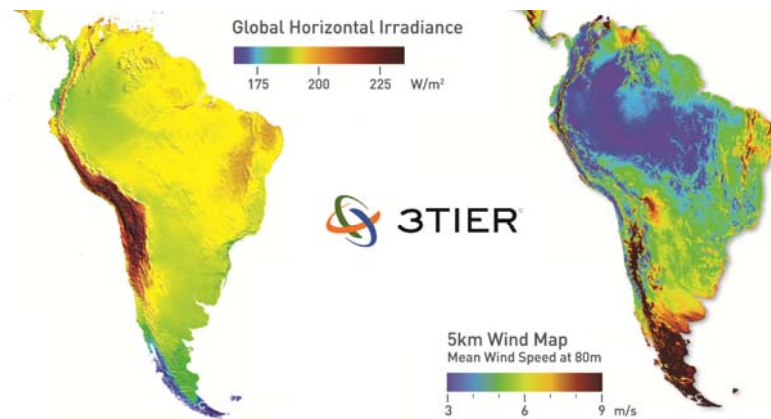 Global Horizontal Irradiance
175 200 225 W/m²
3TIER®
5km Wind Map
Mean Wind Speed at 80m
3 6 9 m/s